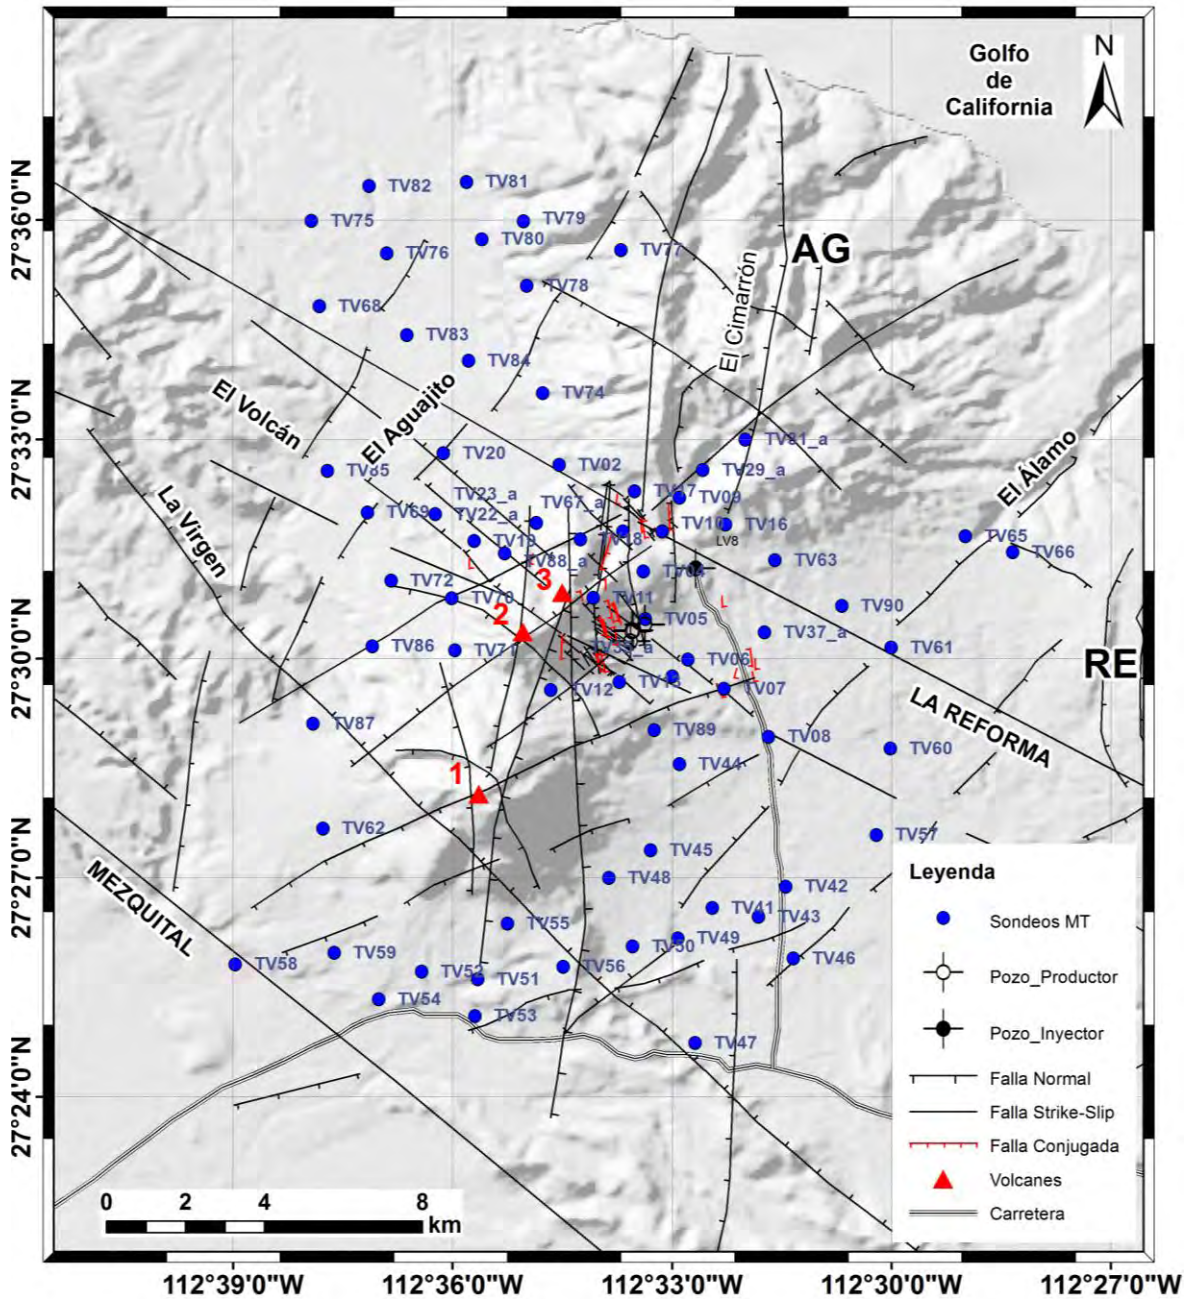 Golfo
de
California
N
27°36'0"N
27°33'0"N
27°30'0"N
27°27'0"N
27°24'0"N
TV82
TV81
TV75
TV79
TV80
TV76
TV77
AG
TV78
TV68
El Cimarrón
TV83
TV84
El Volcán
El Aguajito
TV74
TV20
TV02
TV85
TV29_a
El Álamo
La Virgen
TV23_a
TV67_a
TV09
TV69
TV22_a
TV10
TV16
LV8
TV19
TV65
TV66
TV88_a
TV63
TV72
3
TV70
TV11
TV05
TV90
2
TV37_a
TV86
TV71
TV06
TV61
RE
TV12
TV07
LA REFORMA
TV87
TV89
TV08
TV60
TV44
1
TV62
TV57
TV45
MEZQUITAL
TV48
TV42
TV41
TV43
TV55
TV49
TV50
TV58
TV59
TV46
TV52
TV51
TV56
TV54
TV53
TV47
Leyenda
Sondeos MT
Pozo_Productor
Pozo_Inyector
Falla Normal
Falla Strike-Slip
Falla Conjugada
Volcanes
Carretera
0 2 4 8
km
112°39'0"W 112°36'0"W 112°33'0"W 112°30'0"W 112°27'0"W